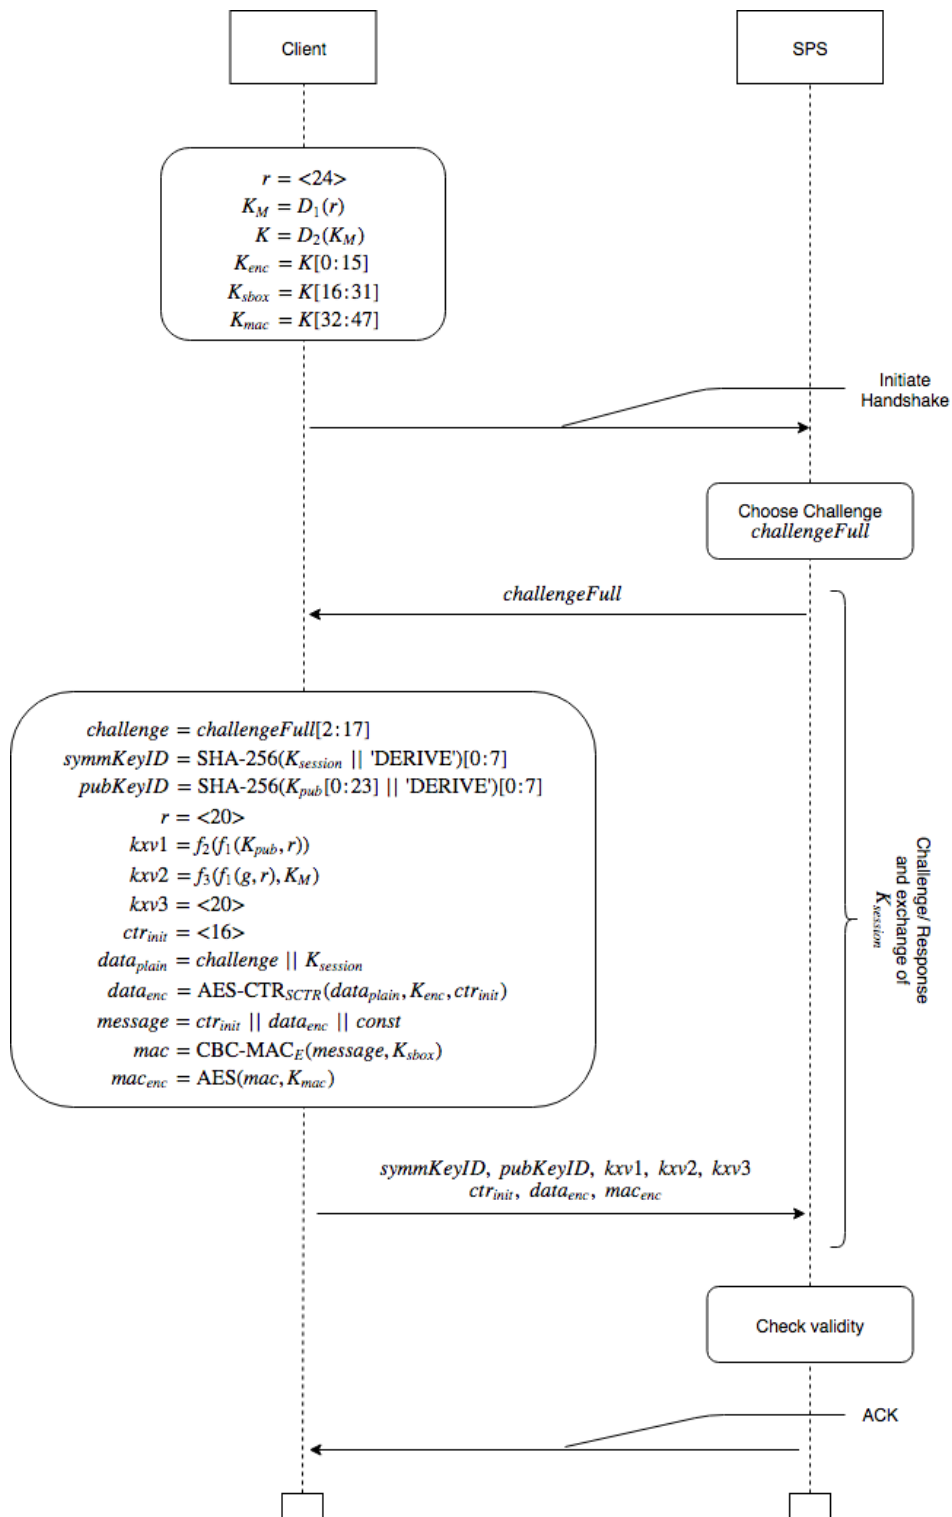 Client
SPS
r = <24>
K_M = D_1(r)
K = D_2(K_M)
K_enc = K[0:15]
K_sbox = K[16:31]
K_mac = K[32:47]
Initiate
Handshake
Choose Challenge
challengeFull
challengeFull
challenge = challengeFull[2:17]
symmKeyID = SHA-256(K_session || 'DERIVE')[0:7]
pubKeyID = SHA-256(K_pub[0:23] || 'DERIVE')[0:7]
r = <20>
kxv1 = f_2(f_1(K_pub, r))
kxv2 = f_3(f_1(g, r), K_M)
kxv3 = <20>
ctr_init = <16>
data_plain = challenge || K_session
data_enc = AES-CTR_SCTR(data_plain, K_enc, ctr_init)
message = ctr_init || data_enc || const
mac = CBC-MAC_E(message, K_sbox)
mac_enc = AES(mac, K_mac)
Challenge/ Response
and exchange of
K_session
symmKeyID, pubKeyID, kxv1, kxv2, kxv3
ctr_init, data_enc, mac_enc
Check validity
ACK